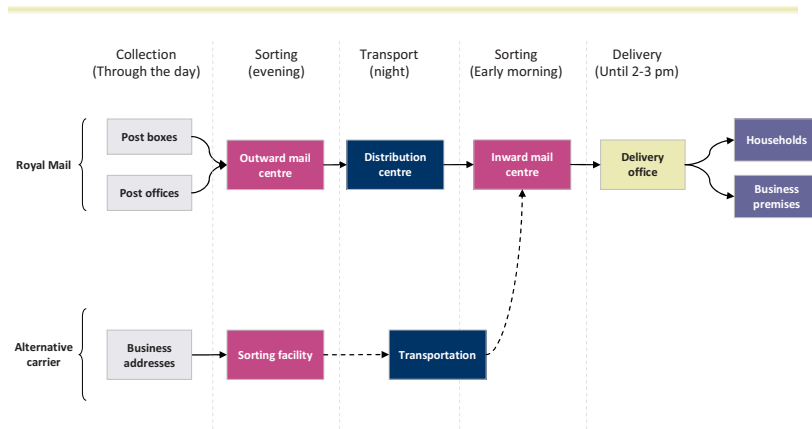 Collection
(Through the day)
Sorting
(evening)
Transport
(night)
Sorting
(Early morning)
Delivery
(Until 2-3 pm)
Royal Mail
Post boxes
Post offices
Outward mail
centre
Distribution
centre
Inward mail
centre
Delivery
office
Households
Business
premises
Alternative
carrier
Business
addresses
Sorting facility
Transportation